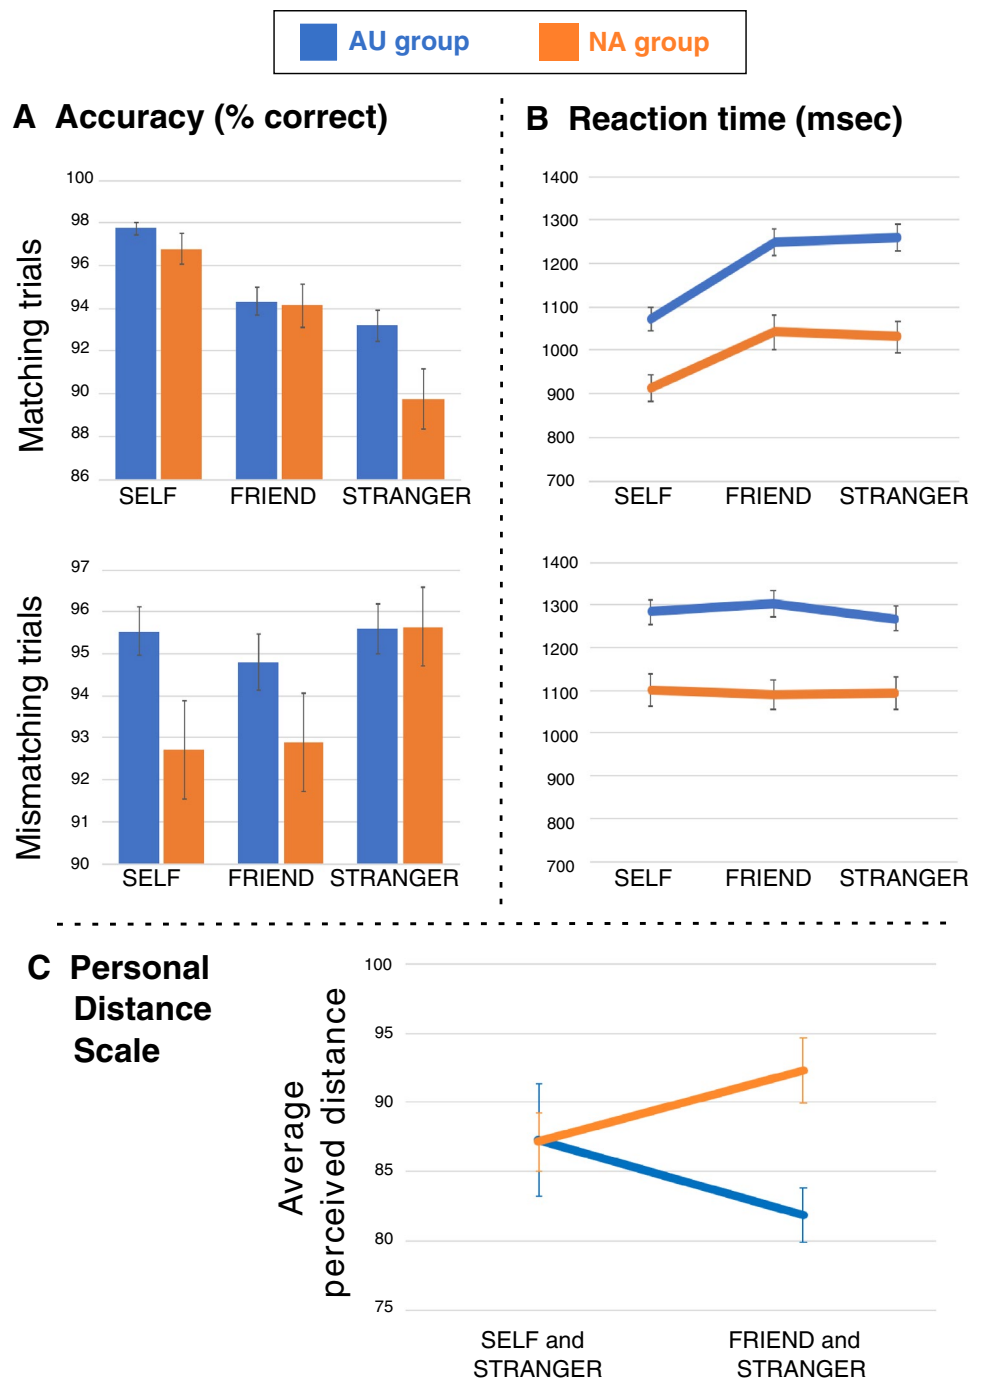 AU group
NA group
A Accuracy (% correct)
B Reaction time (msec)
Matching trials
100
98
96
94
92
90
88
86
SELF
FRIEND
STRANGER
1400
1300
1200
1100
1000
900
800
700
SELF
FRIEND
STRANGER
Mismatching trials
97
96
95
94
93
92
91
90
SELF
FRIEND
STRANGER
1400
1300
1200
1100
1000
900
800
700
SELF
FRIEND
STRANGER
C Personal
Distance
Scale
Average
perceived distance
100
95
90
85
80
75
SELF and
STRANGER
FRIEND and
STRANGER